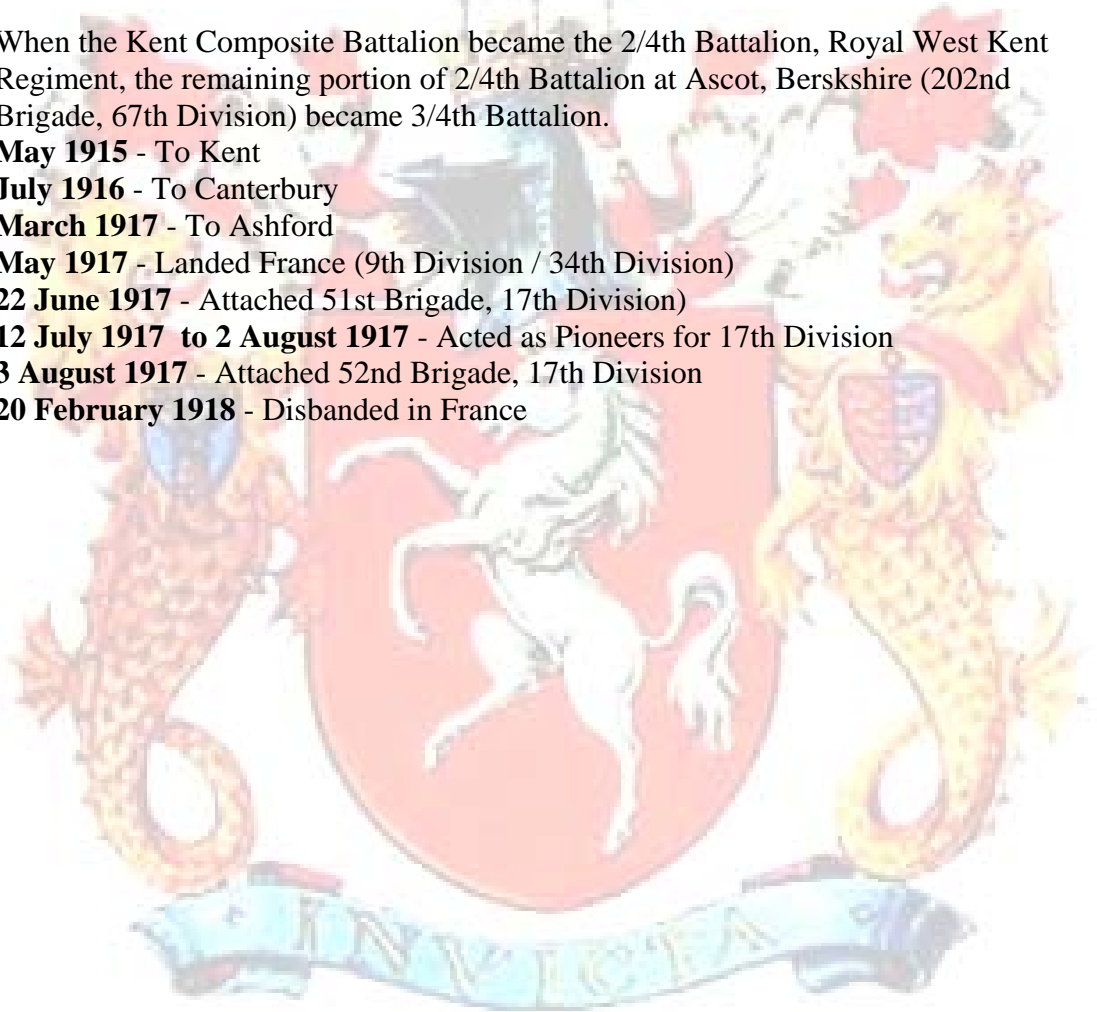 When the Kent Composite Battalion became the 2/4th Battalion, Royal West Kent
Regiment, the remaining portion of 2/4th Battalion at Ascot, Berskshire (202nd
Brigade, 67th Division) became 3/4th Battalion.
May 1915 - To Kent
July 1916 - To Canterbury
March 1917 - To Ashford
May 1917 - Landed France (9th Division / 34th Division)
22 June 1917 - Attached 51st Brigade, 17th Division)
12 July 1917  to 2 August 1917 - Acted as Pioneers for 17th Division
3 August 1917 - Attached 52nd Brigade, 17th Division
20 February 1918 - Disbanded in France
INVICTA